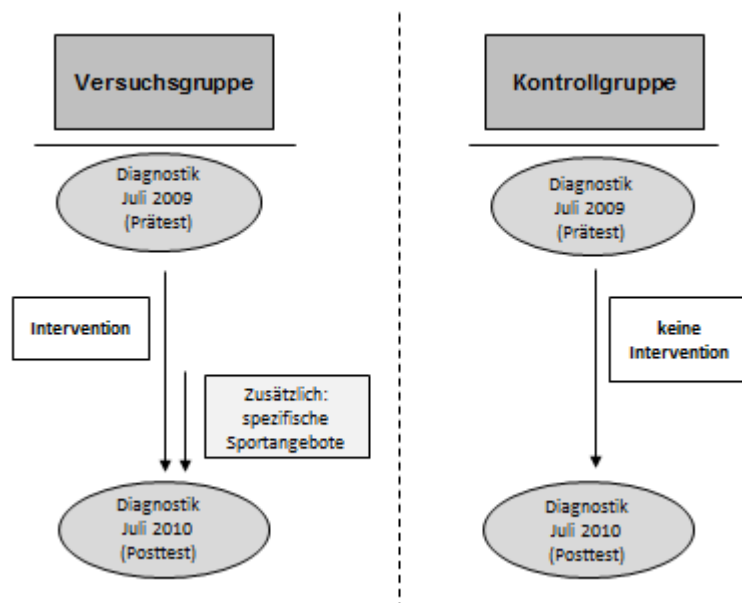 Versuchsgruppe
Diagnostik
Juli 2009
(Prätest)
Intervention
Zusätzlich:
spezifische
Sportangebote
Diagnostik
Juli 2010
(Posttest)
Kontrollgruppe
Diagnostik
Juli 2009
(Prätest)
keine
Intervention
Diagnostik
Juli 2010
(Posttest)